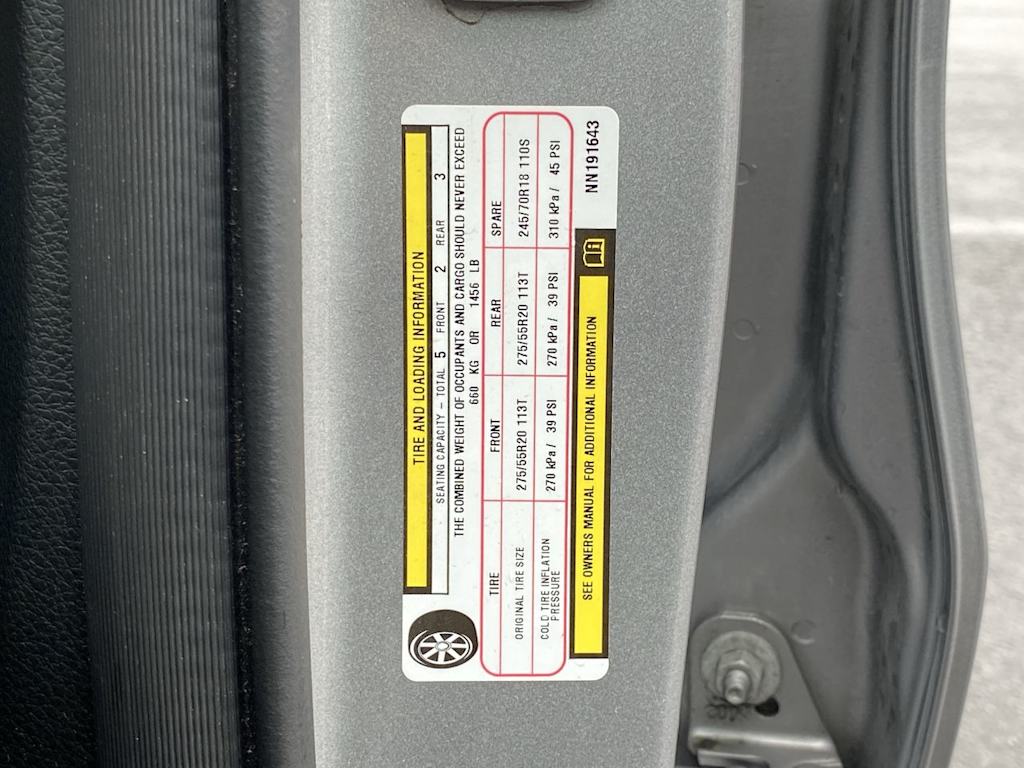 TIRE AND LOADING INFORMATION
SEATING CAPACITY – TOTAL 5 FRONT 2 REAR 3
THE COMBINED WEIGHT OF OCCUPANTS AND CARGO SHOULD NEVER EXCEED
660 KG OR 1456 LB
TIRE FRONT REAR SPARE
ORIGINAL TIRE SIZE 275/55R20 113T 275/55R20 113T 245/70R18 110S
COLD TIRE INFLATION PRESSURE 270 kPa / 39 PSI 270 kPa / 39 PSI 310 kPa / 45 PSI
SEE OWNERS MANUAL FOR ADDITIONAL INFORMATION
NN191643